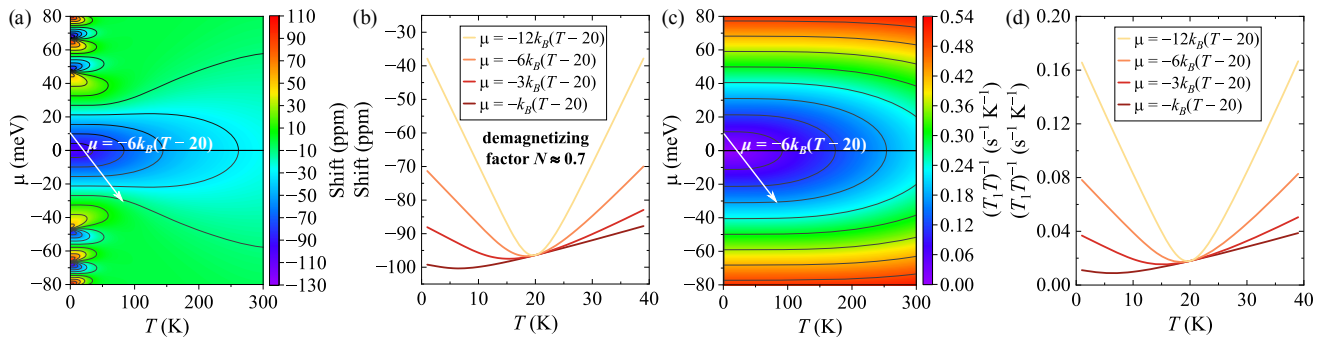 (a)
80
60
40
20
0
−20
−40
−60
−80
μ (meV)
μ = −6k_B(T − 20)
0
100
200
300
T (K)
110
90
70
50
30
10
−10
−30
−50
−70
−90
−110
−130
Shift (ppm)
(b)
Shift (ppm)
−30
−40
−50
−60
−70
−80
−90
−100
μ = −12k_B(T − 20)
μ = −6k_B(T − 20)
μ = −3k_B(T − 20)
μ = −k_B(T − 20)
demagnetizing
factor N ≈ 0.7
0
10
20
30
40
T (K)
(c)
80
60
40
20
0
−20
−40
−60
−80
μ (meV)
μ = −6k_B(T − 20)
0
100
200
300
T (K)
0.54
0.48
0.42
0.36
0.30
0.24
0.18
0.12
0.06
0.00
(T₁T)⁻¹ (s⁻¹ K⁻¹)
(d)
(T₁T)⁻¹ (s⁻¹ K⁻¹)
0.20
0.16
0.12
0.08
0.04
0.00
μ = −12k_B(T − 20)
μ = −6k_B(T − 20)
μ = −3k_B(T − 20)
μ = −k_B(T − 20)
0
10
20
30
40
T (K)